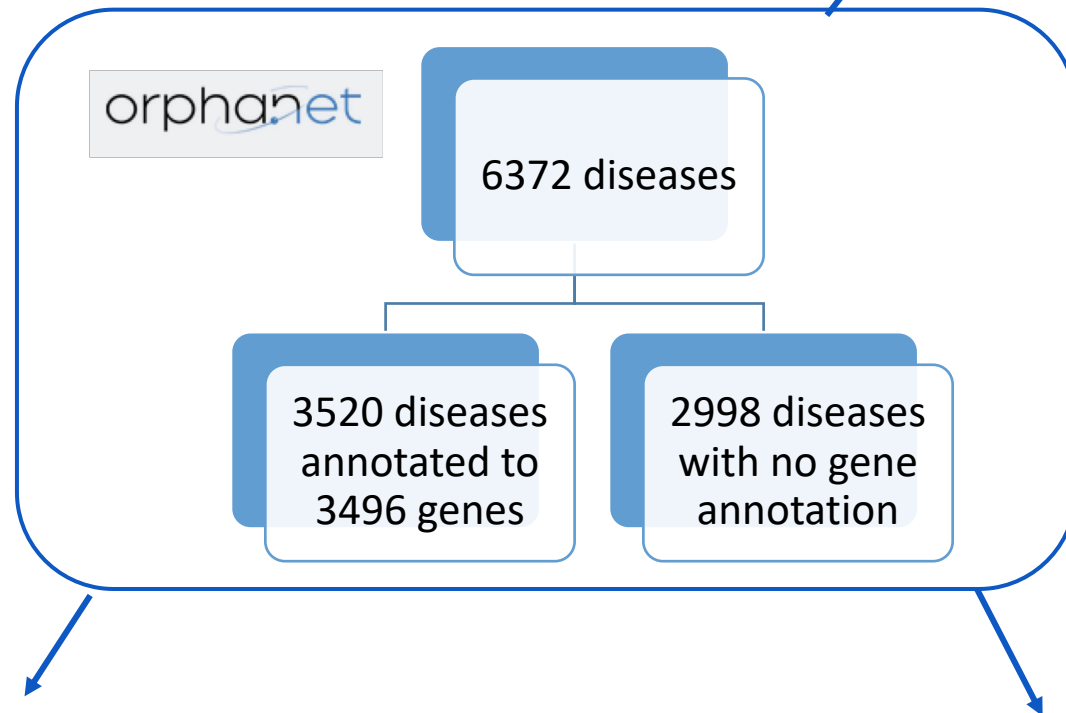 orphanet
6372 diseases
3520 diseases
annotated to
3496 genes
2998 diseases
with no gene
annotation